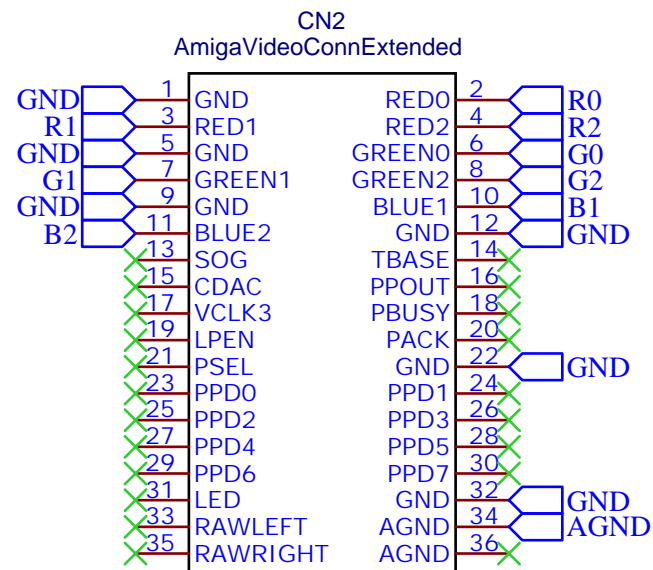 CN2
AmigaVideoConnExtended
GND 1 GND RED0 2 R0
R1 3 RED1 RED2 4 R2
GND 5 GND GREEN0 6 G0
G1 7 GREEN1 GREEN2 8 G2
GND 9 GND BLUE1 10 B1
B2 11 BLUE2 GND 12 GND
13 SOG TBASE 14
15 CDAC PPOUT 16
17 VCLK3 PBUSY 18
19 LPEN PACK 20
21 PSEL GND 22 GND
23 PPD0 PPD1 24
25 PPD2 PPD3 26
27 PPD4 PPD5 28
29 PPD6 PPD7 30
31 LED GND 32 GND
33 RAWLEFT AGND 34 AGND
35 RAWRIGHT AGND 36